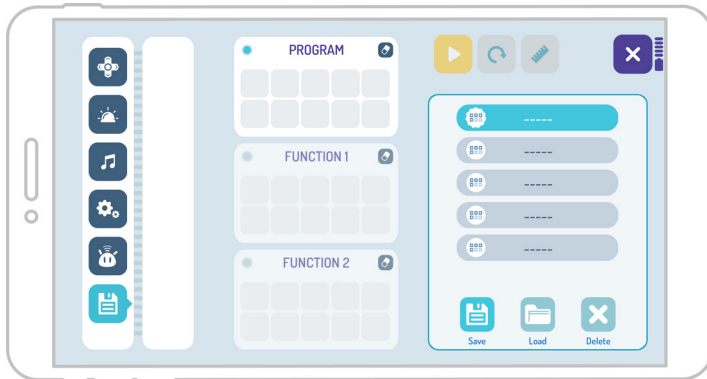 PROGRAM
FUNCTION 1
FUNCTION 2
-----
-----
-----
-----
-----
Save
Load
Delete